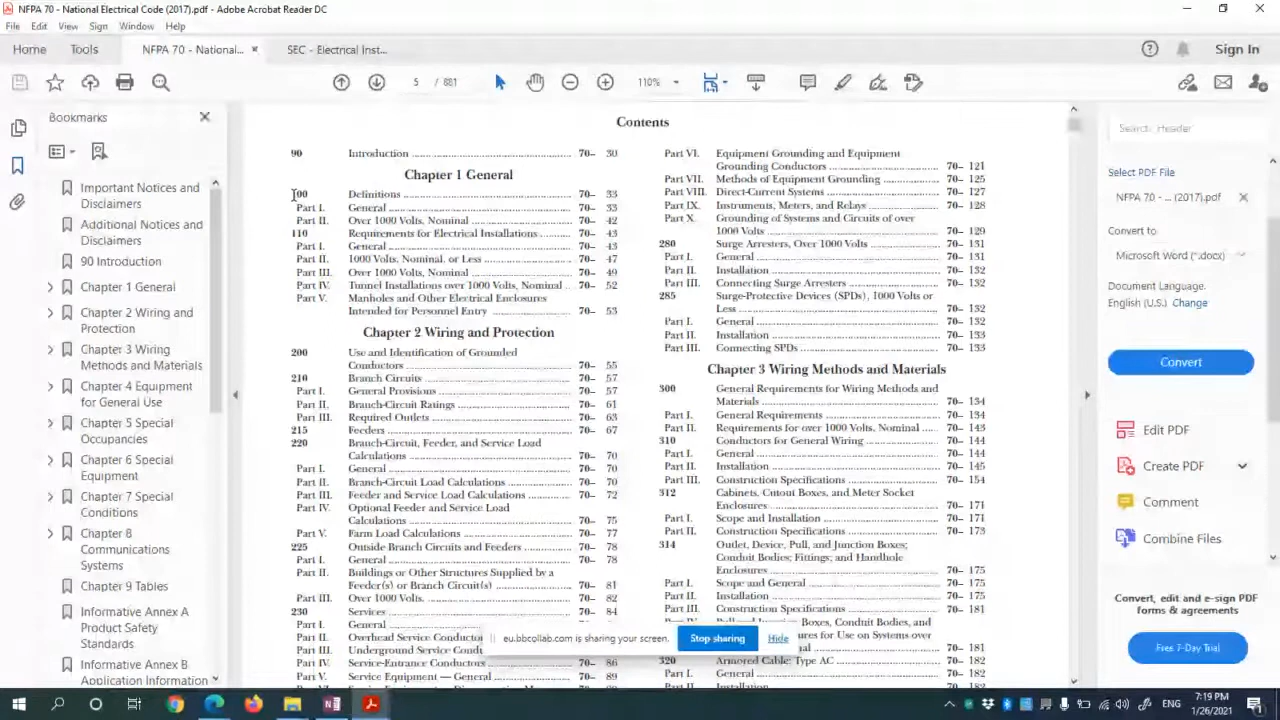 NFPA 70 - National Electrical Code (2017).pdf - Adobe Acrobat Reader DC
File Edit View Sign Window Help
Home Tools NFPA 70 - National... SEC - Electrical Inst... Sign In
5 / 881 110%
Bookmarks
Important Notices and
Disclaimers
Additional Notices and
Disclaimers
90 Introduction
Chapter 1 General
Chapter 2 Wiring and
Protection
Chapter 3 Wiring
Methods and Materials
Chapter 4 Equipment
for General Use
Chapter 5 Special
Occupancies
Chapter 6 Special
Equipment
Chapter 7 Special
Conditions
Chapter 8
Communications
Systems
Chapter 9 Tables
Informative Annex A
Product Safety
Standards
Informative Annex B
Application Information
Contents
90 Introduction 70– 30
Chapter 1 General
100 Definitions 70– 33
Part I. General 70– 33
Part II. Over 1000 Volts, Nominal 70– 42
110 Requirements for Electrical Installations 70– 43
Part I. General 70– 43
Part II. 1000 Volts, Nominal, or Less 70– 47
Part III. Over 1000 Volts, Nominal 70– 49
Part IV. Tunnel Installations over 1000 Volts, Nominal 70– 52
Part V. Manholes and Other Electrical Enclosures
Intended for Personnel Entry 70– 53
Chapter 2 Wiring and Protection
200 Use and Identification of Grounded
Conductors 70– 55
210 Branch Circuits 70– 57
Part I. General Provisions 70– 57
Part II. Branch-Circuit Ratings 70– 61
Part III. Required Outlets 70– 63
215 Feeders 70– 67
220 Branch-Circuit, Feeder, and Service Load
Calculations 70– 70
Part I. General 70– 70
Part II. Branch-Circuit Load Calculations 70– 70
Part III. Feeder and Service Load Calculations 70– 72
Part IV. Optional Feeder and Service Load
Calculations 70– 75
Part V. Farm Load Calculations 70– 77
225 Outside Branch Circuits and Feeders 70– 78
Part I. General 70– 78
Part II. Buildings or Other Structures Supplied by a
Feeder(s) or Branch Circuit(s) 70– 81
Part III. Over 1000 Volts. 70– 82
230 Services 70– 84
Part I. General
Part II. Overhead Service Conducto
Part III. Underground Service Condu
Part IV. Service-Entrance Conductors 70– 86
Part V. Service Equipment — General 70– 89
Part VI. Equipment Grounding and Equipment
Grounding Conductors 70– 121
Part VII. Methods of Equipment Grounding 70– 125
Part VIII. Direct-Current Systems 70– 127
Part IX. Instruments, Meters, and Relays 70– 128
Part X. Grounding of Systems and Circuits of over
1000 Volts 70– 129
280 Surge Arresters, Over 1000 Volts 70– 131
Part I. General 70– 131
Part II. Installation 70– 132
Part III. Connecting Surge Arresters 70– 132
285 Surge-Protective Devices (SPDs), 1000 Volts or
Less 70– 132
Part I. General 70– 132
Part II. Installation 70– 133
Part III. Connecting SPDs 70– 133
Chapter 3 Wiring Methods and Materials
300 General Requirements for Wiring Methods and
Materials 70– 134
Part I. General Requirements 70– 134
Part II. Requirements for over 1000 Volts, Nominal 70– 143
310 Conductors for General Wiring 70– 144
Part I. General 70– 144
Part II. Installation 70– 145
Part III. Construction Specifications 70– 154
312 Cabinets, Cutout Boxes, and Meter Socket
Enclosures 70– 171
Part I. Scope and Installation 70– 171
Part II. Construction Specifications 70– 173
314 Outlet, Device, Pull, and Junction Boxes;
Conduit Bodies; Fittings; and Handhole
Enclosures 70– 175
Part I. Scope and General 70– 175
Part II. Installation 70– 175
Part III. Construction Specifications 70– 181
Boxes, Conduit Bodies, and
ures for Use on Systems over
nal 70– 181
320 Armored Cable: Type AC 70– 182
Part I. General 70– 182
Part II. Installation 70– 182
eu.bbcollab.com is sharing your screen. Stop sharing Hide
Select PDF File
NFPA 70 - ... (2017).pdf
Convert to
Microsoft Word (*.docx)
Document Language:
English (U.S.) Change
Convert
Edit PDF
Create PDF
Comment
Combine Files
Convert, edit and e-sign PDF
forms & agreements
Free 7-Day Trial
ENG
7:19 PM
1/26/2021